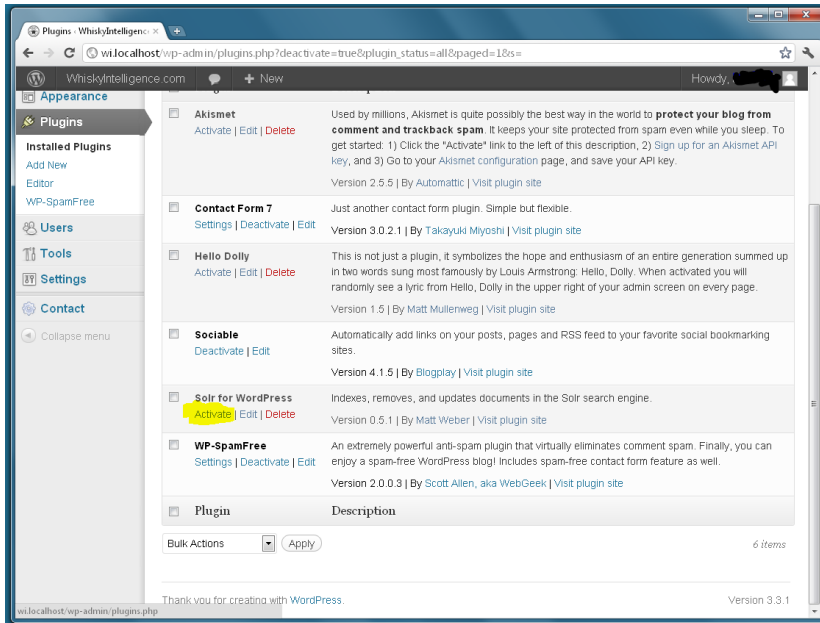 Plugins ‹ WhiskyIntelligenc
wi.localhost/wp-admin/plugins.php?deactivate=true&plugin_status=all&paged=1&s=
WhiskyIntelligence.com + New Howdy,
Appearance
Plugins
Installed Plugins
Add New
Editor
WP-SpamFree
Users
Tools
Settings
Contact
Collapse menu
Akismet
Activate | Edit | Delete
Used by millions, Akismet is quite possibly the best way in the world to protect your blog from
comment and trackback spam. It keeps your site protected from spam even while you sleep. To
get started: 1) Click the "Activate" link to the left of this description, 2) Sign up for an Akismet API
key, and 3) Go to your Akismet configuration page, and save your API key.
Version 2.5.5 | By Automattic | Visit plugin site
Contact Form 7
Settings | Deactivate | Edit
Just another contact form plugin. Simple but flexible.
Version 3.0.2.1 | By Takayuki Miyoshi | Visit plugin site
Hello Dolly
Activate | Edit | Delete
This is not just a plugin, it symbolizes the hope and enthusiasm of an entire generation summed up
in two words sung most famously by Louis Armstrong: Hello, Dolly. When activated you will
randomly see a lyric from Hello, Dolly in the upper right of your admin screen on every page.
Version 1.5 | By Matt Mullenweg | Visit plugin site
Sociable
Deactivate | Edit
Automatically add links on your posts, pages and RSS feed to your favorite social bookmarking
sites.
Version 4.1.5 | By Blogplay | Visit plugin site
Solr for WordPress
Activate | Edit | Delete
Indexes, removes, and updates documents in the Solr search engine.
Version 0.5.1 | By Matt Weber | Visit plugin site
WP-SpamFree
Settings | Deactivate | Edit
An extremely powerful anti-spam plugin that virtually eliminates comment spam. Finally, you can
enjoy a spam-free WordPress blog! Includes spam-free contact form feature as well.
Version 2.0.0.3 | By Scott Allen, aka WebGeek | Visit plugin site
Plugin Description
Bulk Actions Apply 6 items
Thank you for creating with WordPress. Version 3.3.1
wi.localhost/wp-admin/plugins.php